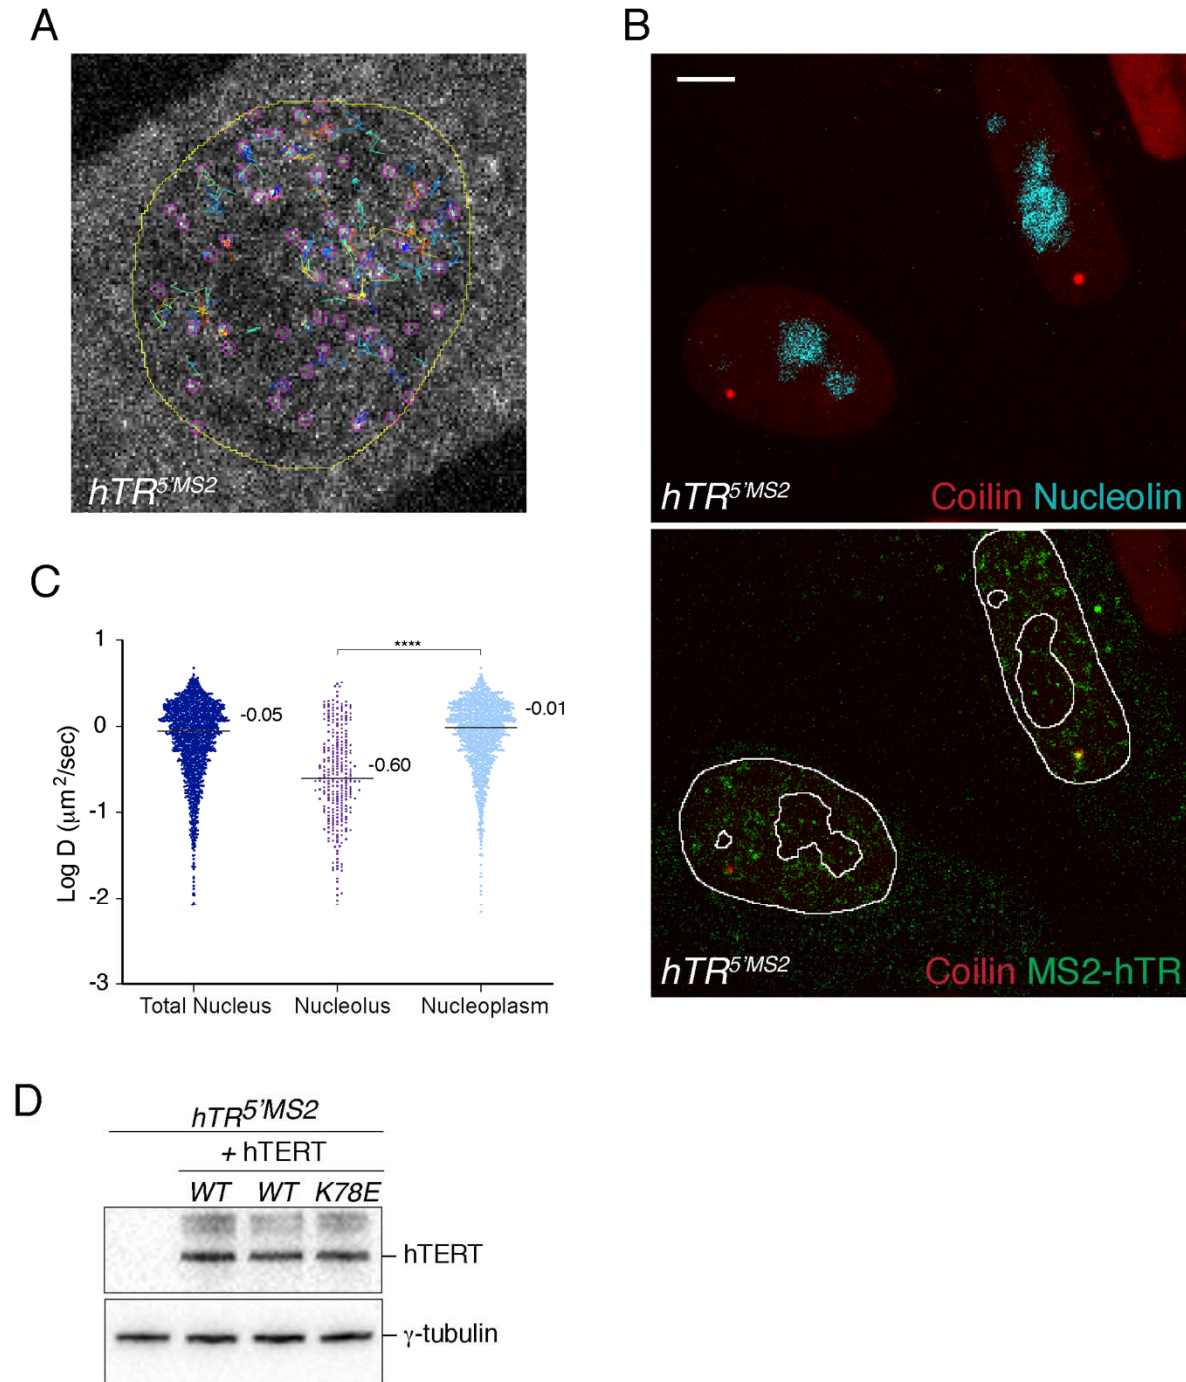 A
hTR5'MS2
B
hTR5'MS2 Coilin Nucleolin
hTR5'MS2 Coilin MS2-hTR
C
Log D (μm2/sec)
1
0
-1
-2
-3
****
-0.05
-0.60
-0.01
Total Nucleus Nucleolus Nucleoplasm
D
hTR5'MS2
+ hTERT
WT WT K78E
hTERT
γ-tubulin